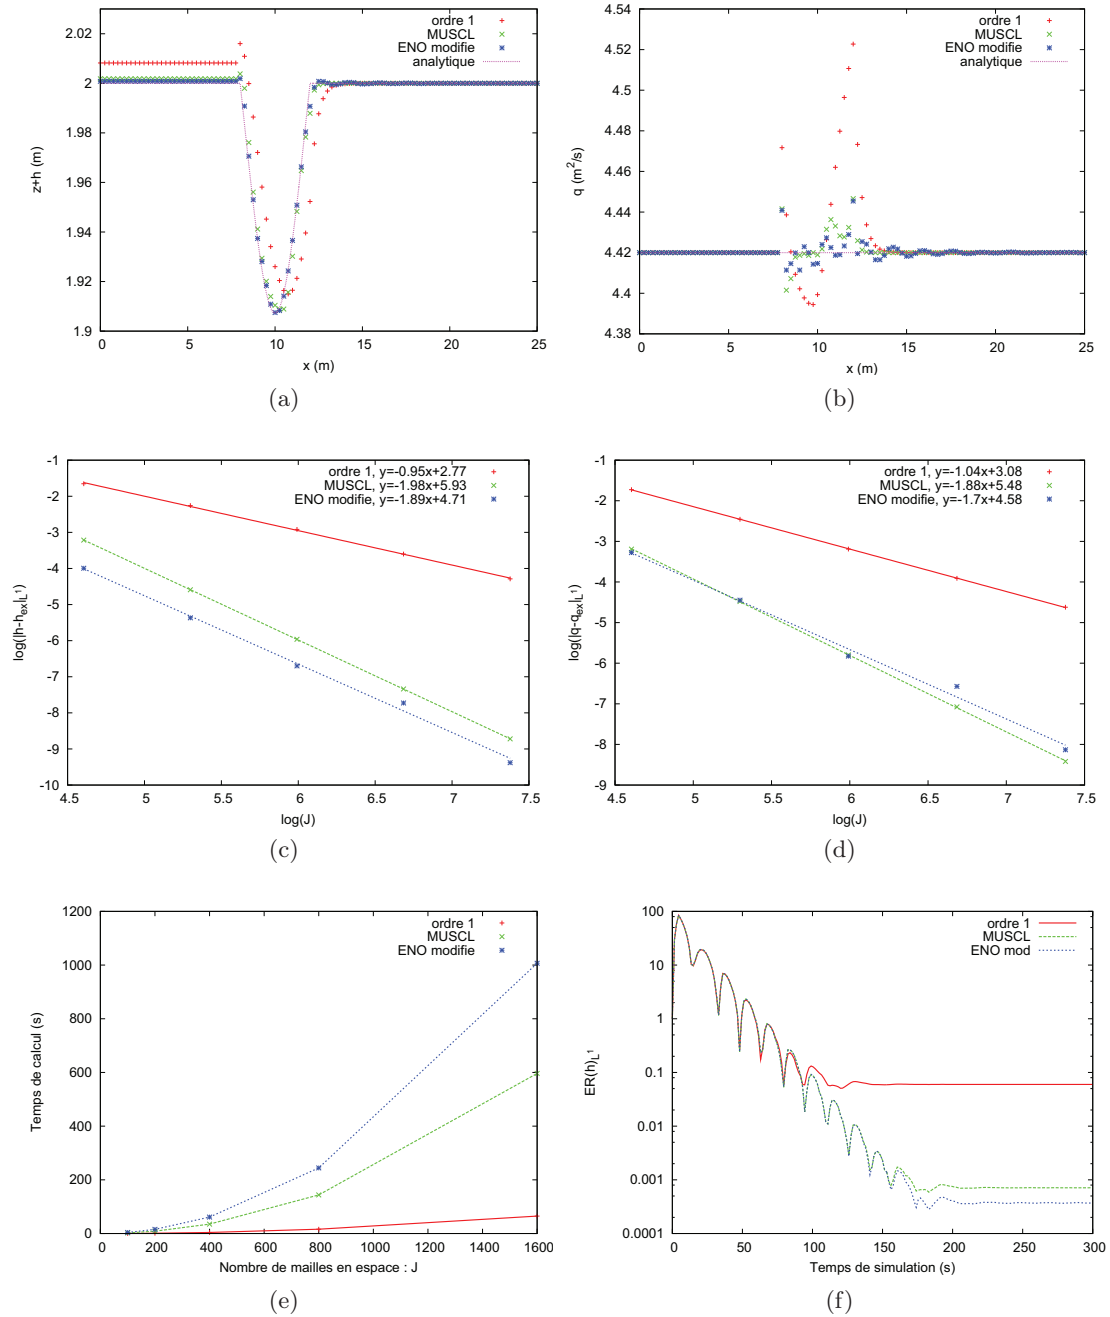 2.02
2
1.98
1.96
1.94
1.92
1.9
0
5
10
15
20
25
z+h (m)
x (m)
ordre 1
MUSCL
ENO modifie
analytique
(a)
4.54
4.52
4.5
4.48
4.46
4.44
4.42
4.4
4.38
0
5
10
15
20
25
q (m²/s)
x (m)
ordre 1
MUSCL
ENO modifie
analytique
(b)
-1
-2
-3
-4
-5
-6
-7
-8
-9
-10
4.5
5
5.5
6
6.5
7
7.5
log(|h-h_ex|_L¹)
log(J)
ordre 1, y=-0.95x+2.77
MUSCL, y=-1.98x+5.93
ENO modifie, y=-1.89x+4.71
(c)
-1
-2
-3
-4
-5
-6
-7
-8
-9
4.5
5
5.5
6
6.5
7
7.5
log(|q-q_ex|_L¹)
log(J)
ordre 1, y=-1.04x+3.08
MUSCL, y=-1.88x+5.48
ENO modifie, y=-1.7x+4.58
(d)
1200
1000
800
600
400
200
0
0
200
400
600
800
1000
1200
1400
1600
Temps de calcul (s)
Nombre de mailles en espace : J
ordre 1
MUSCL
ENO modifie
(e)
100
10
1
0.1
0.01
0.001
0.0001
0
50
100
150
200
250
300
ER(h)_L¹
Temps de simulation (s)
ordre 1
MUSCL
ENO mod
(f)